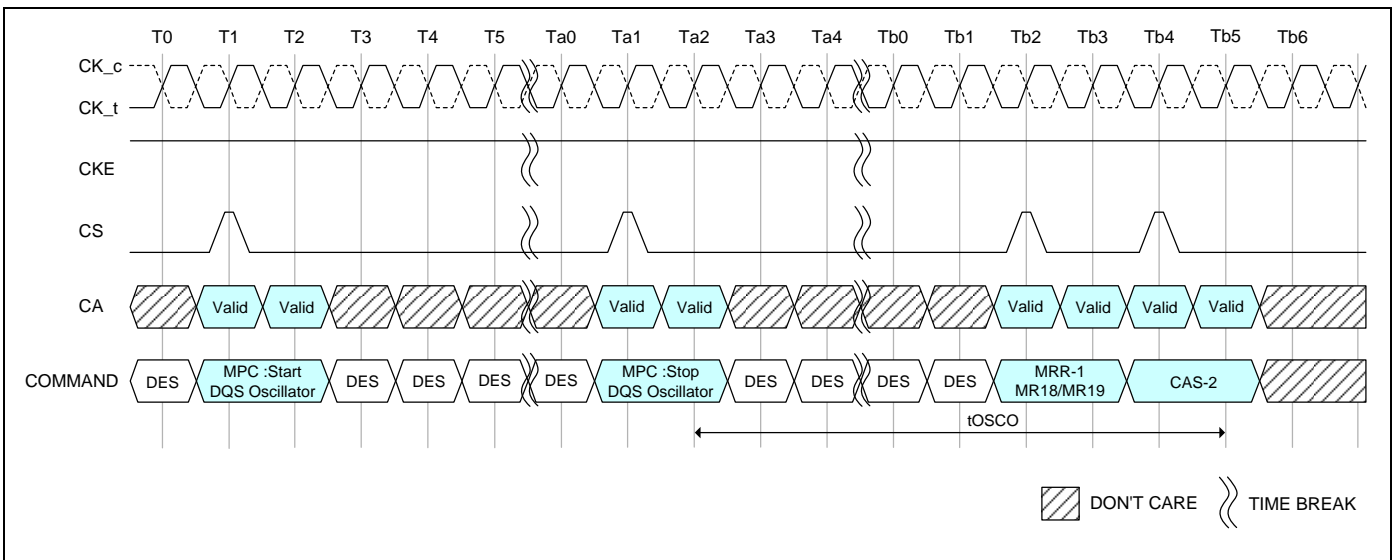 T0 T1 T2 T3 T4 T5 Ta0 Ta1 Ta2 Ta3 Ta4 Tb0 Tb1 Tb2 Tb3 Tb4 Tb5 Tb6
CK_c
CK_t
CKE
CS
CA Valid Valid Valid Valid Valid Valid Valid Valid
COMMAND DES MPC :Start DES DES DES DES MPC :Stop DES DES DES DES MRR-1 CAS-2
DQS Oscillator DQS Oscillator MR18/MR19
tOSCO
DON'T CARE TIME BREAK